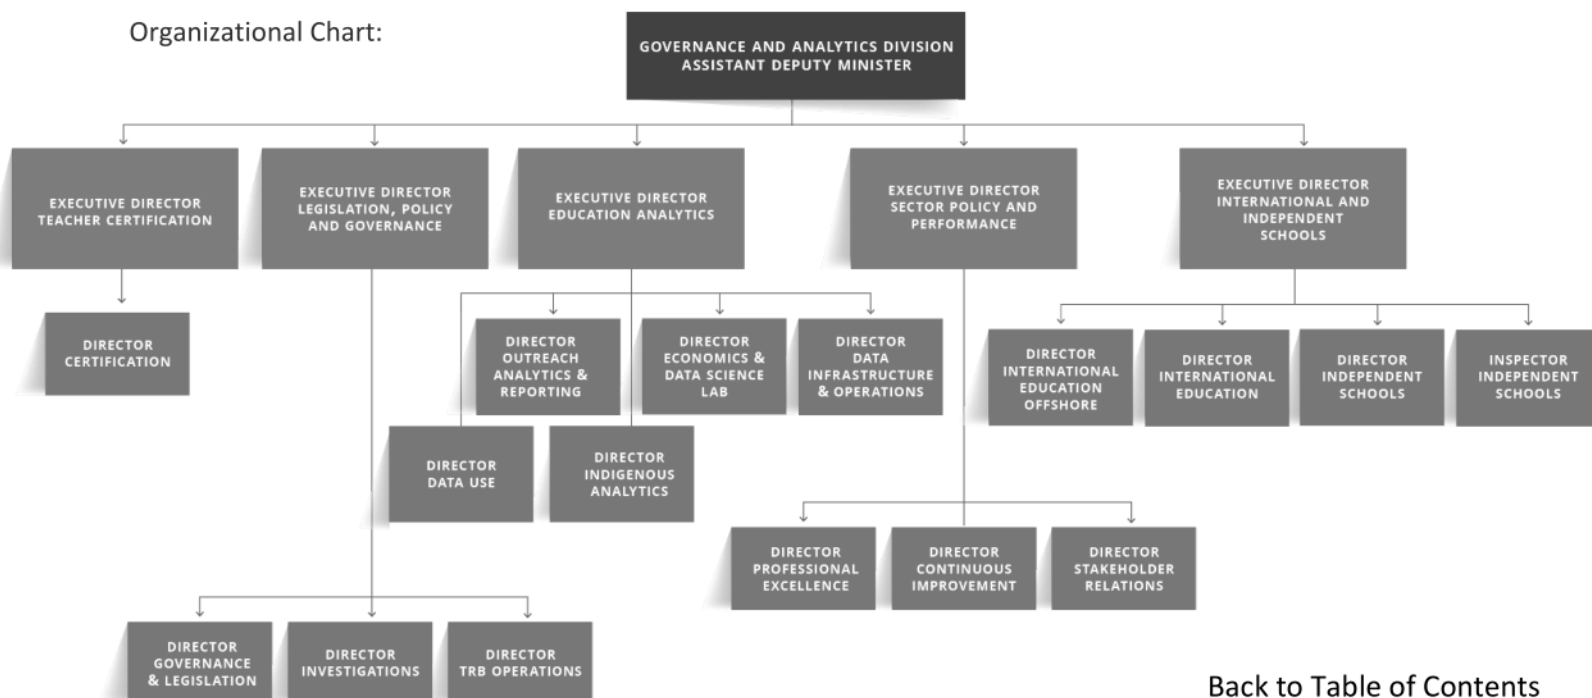 Organizational Chart:
GOVERNANCE AND ANALYTICS DIVISION
ASSISTANT DEPUTY MINISTER
EXECUTIVE DIRECTOR
TEACHER CERTIFICATION
EXECUTIVE DIRECTOR
LEGISLATION, POLICY
AND GOVERNANCE
EXECUTIVE DIRECTOR
EDUCATION ANALYTICS
EXECUTIVE DIRECTOR
SECTOR POLICY AND
PERFORMANCE
EXECUTIVE DIRECTOR
INTERNATIONAL AND
INDEPENDENT
SCHOOLS
DIRECTOR
CERTIFICATION
DIRECTOR
OUTREACH
ANALYTICS &
REPORTING
DIRECTOR
ECONOMICS &
DATA SCIENCE
LAB
DIRECTOR
DATA
INFRASTRUCTURE
& OPERATIONS
DIRECTOR
INTERNATIONAL
EDUCATION
OFFSHORE
DIRECTOR
INTERNATIONAL
EDUCATION
DIRECTOR
INDEPENDENT
SCHOOLS
INSPECTOR
INDEPENDENT
SCHOOLS
DIRECTOR
DATA USE
DIRECTOR
INDIGENOUS
ANALYTICS
DIRECTOR
PROFESSIONAL
EXCELLENCE
DIRECTOR
CONTINUOUS
IMPROVEMENT
DIRECTOR
STAKEHOLDER
RELATIONS
DIRECTOR
GOVERNANCE
& LEGISLATION
DIRECTOR
INVESTIGATIONS
DIRECTOR
TRB OPERATIONS
Back to Table of Contents